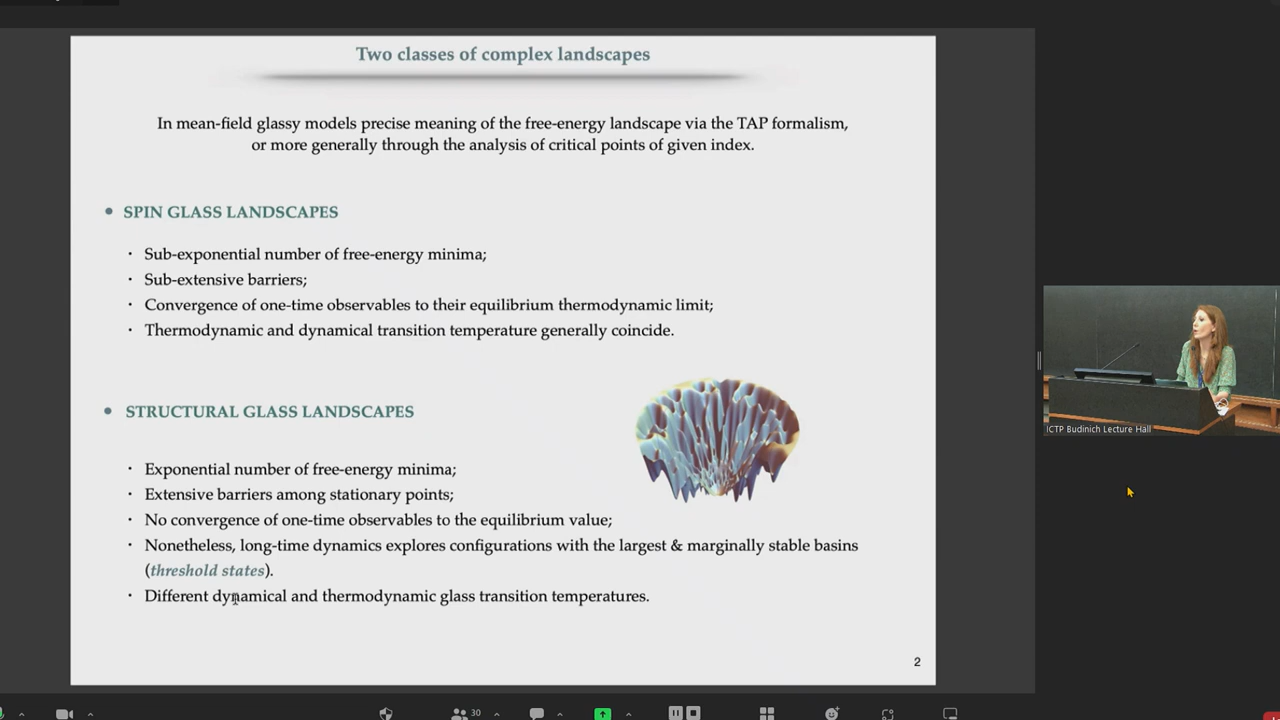 Two classes of complex landscapes
In mean-field glassy models precise meaning of the free-energy landscape via the TAP formalism,
or more generally through the analysis of critical points of given index.
• SPIN GLASS LANDSCAPES
· Sub-exponential number of free-energy minima;
· Sub-extensive barriers;
· Convergence of one-time observables to their equilibrium thermodynamic limit;
· Thermodynamic and dynamical transition temperature generally coincide.
• STRUCTURAL GLASS LANDSCAPES
· Exponential number of free-energy minima;
· Extensive barriers among stationary points;
· No convergence of one-time observables to the equilibrium value;
· Nonetheless, long-time dynamics explores configurations with the largest & marginally stable basins
(threshold states).
· Different dynamical and thermodynamic glass transition temperatures.
2
ICTP Budinich Lecture Hall
30